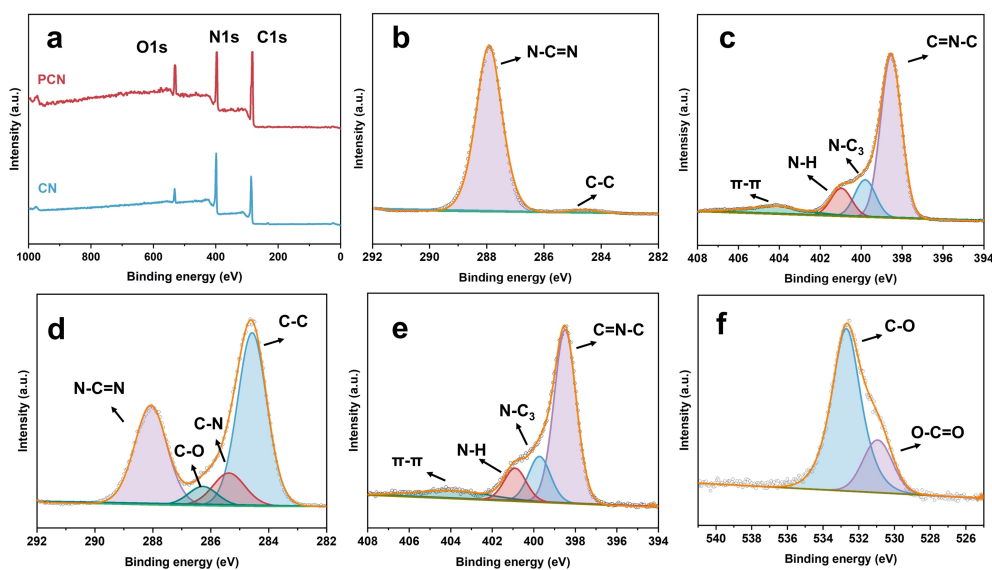 a
O1s
N1s
C1s
PCN
CN
Intensity (a.u.)
1000 800 600 400 200 0
Binding energy (eV)
b
N-C=N
C-C
Intensity (a.u.)
292 290 288 286 284 282
Binding energy (eV)
c
C=N-C
N-C₃
N-H
π-π
Intensisy (a.u.)
408 406 404 402 400 398 396 394
Binding energy (eV)
d
C-C
N-C=N
C-N
C-O
Intensity (a.u.)
292 290 288 286 284 282
Binding energy (eV)
e
C=N-C
N-C₃
N-H
π-π
Intensity (a.u.)
408 406 404 402 400 398 396 394
Binding energy (eV)
f
C-O
O-C=O
Intensity (a.u.)
540 538 536 534 532 530 528 526
Binding energy (eV)